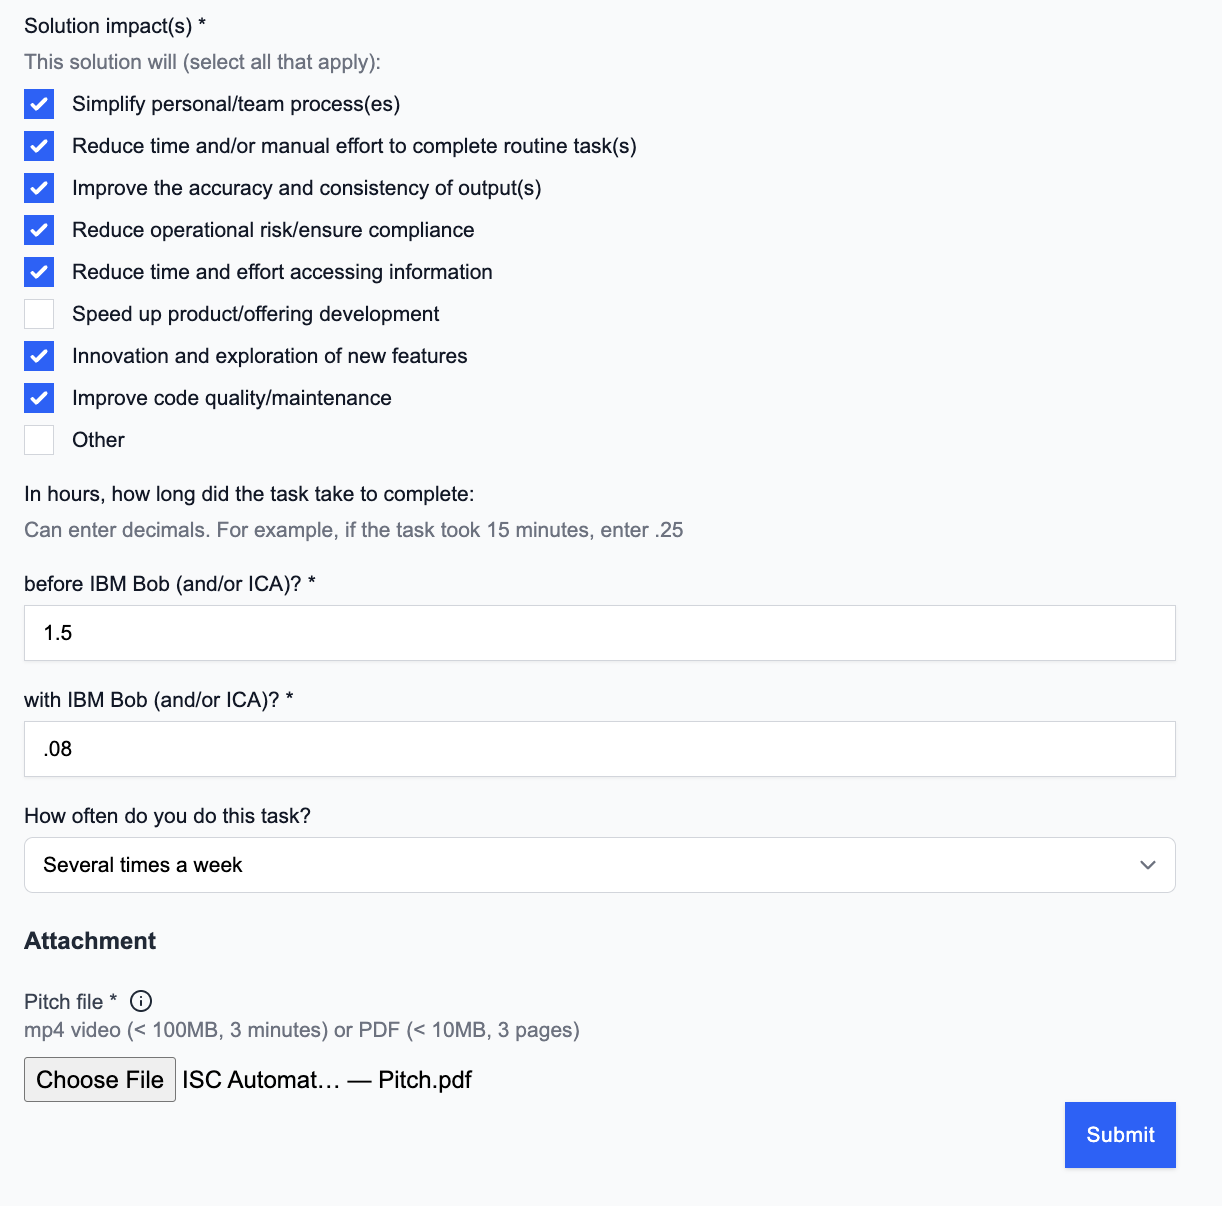 Solution impact(s) *
This solution will (select all that apply):
Simplify personal/team process(es)
Reduce time and/or manual effort to complete routine task(s)
Improve the accuracy and consistency of output(s)
Reduce operational risk/ensure compliance
Reduce time and effort accessing information
Speed up product/offering development
Innovation and exploration of new features
Improve code quality/maintenance
Other
In hours, how long did the task take to complete:
Can enter decimals. For example, if the task took 15 minutes, enter .25
before IBM Bob (and/or ICA)? *
1.5
with IBM Bob (and/or ICA)? *
.08
How often do you do this task?
Several times a week
Attachment
Pitch file *
mp4 video (< 100MB, 3 minutes) or PDF (< 10MB, 3 pages)
Choose File ISC Automat… — Pitch.pdf
Submit